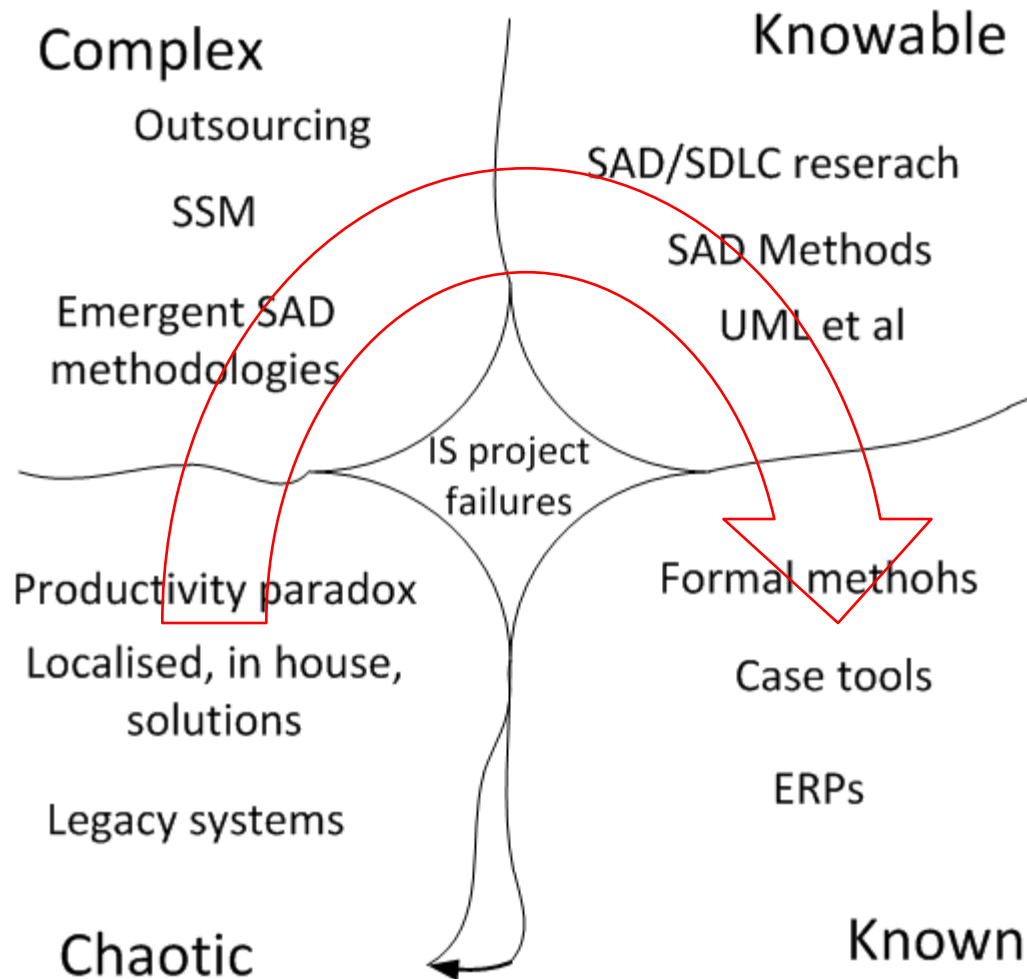 Complex
Knowable
Outsourcing
SAD/SDLC reserach
SSM
SAD Methods
Emergent SAD
methodologies
UML et al
IS project
failures
Productivity paradox
Formal methohs
Localised, in house,
solutions
Case tools
ERPs
Legacy systems
Chaotic
Known